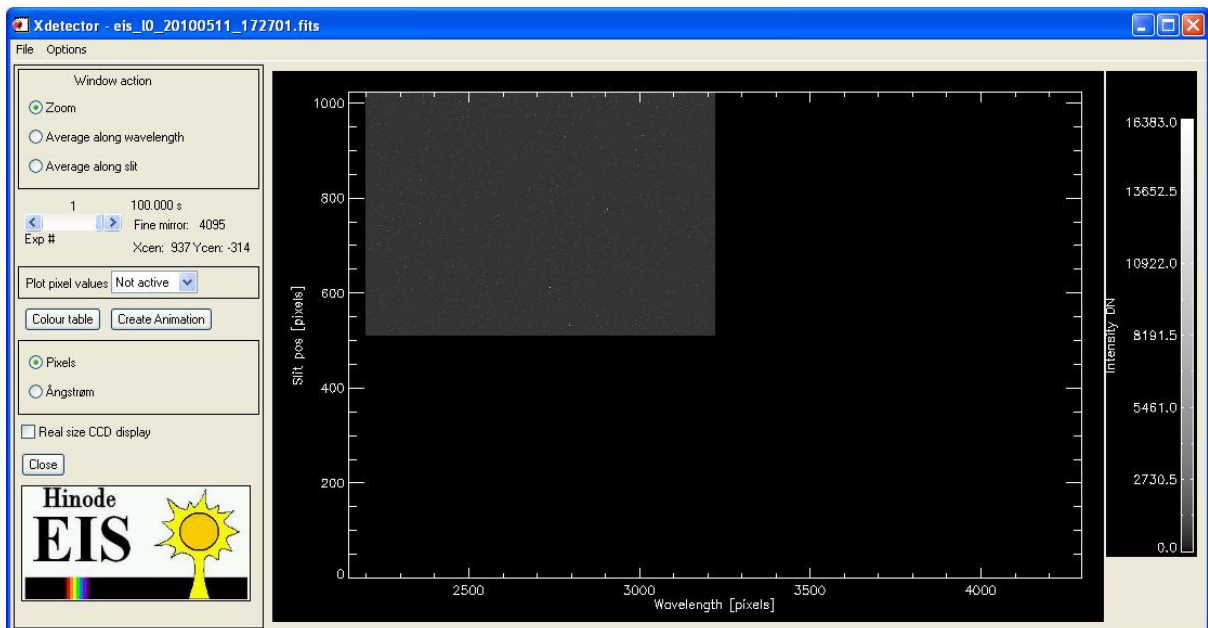 Xdetector - eis_l0_20100511_172701.fits
File Options
Window action
Zoom
Average along wavelength
Average along slit
1 100.000 s
Fine mirror: 4095
Exp #
Xcen: 937 Ycen: -314
Plot pixel values Not active
Colour table Create Animation
Pixels
Ångstrøm
Real size CCD display
Close
Hinode
EIS
1000
800
600
400
200
0
Slit pos [pixels]
2500 3000 3500 4000
Wavelength [pixels]
16383.0
13652.5
10922.0
8191.5
5461.0
2730.5
0.0
Intensity DN